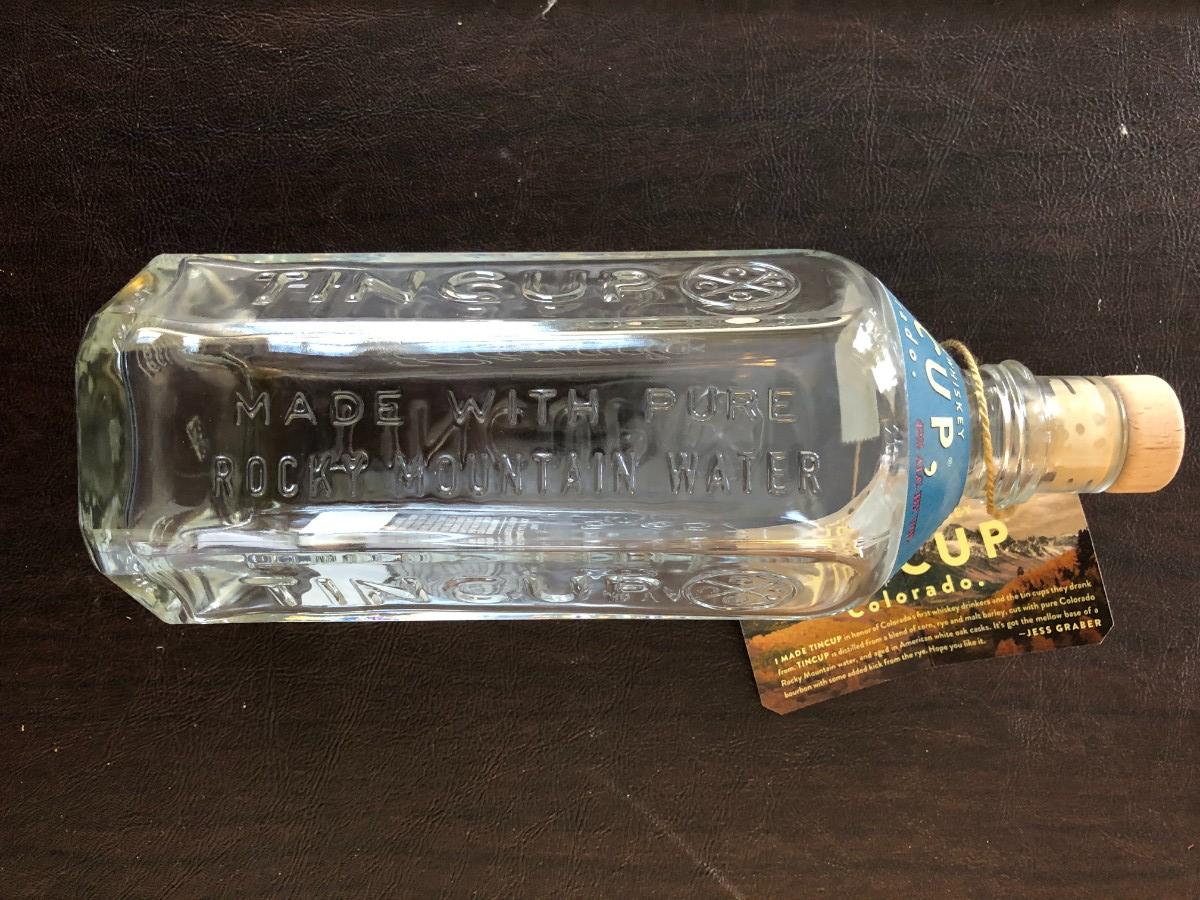 TINCUP
MADE WITH PURE
ROCKY MOUNTAIN WATER
TINCUP
WHISKEY
CUP
Colorado.
I MADE TINCUP in honor of Colorado's first whiskey drinkers and the tin cups they drank
from. TINCUP is distilled from a blend of corn, rye and malt barley, cut with pure Colorado
Rocky Mountain water, and aged in American white oak casks. It's got the mellow base of a
bourbon with some added kick from the rye. Hope you like it.
~JESS GRABER